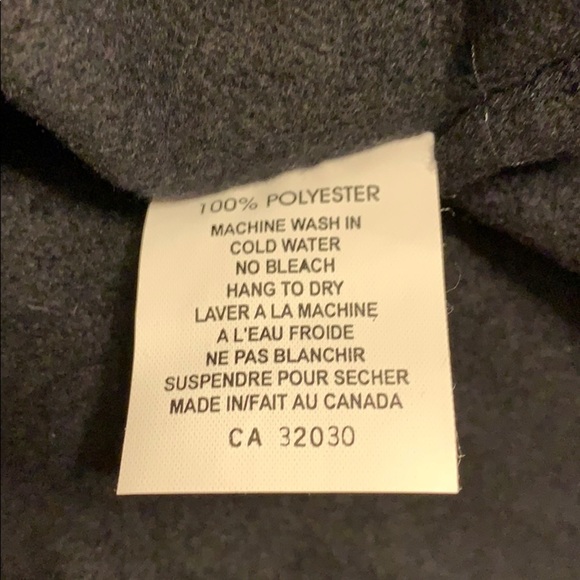 100% POLYESTER
MACHINE WASH IN
COLD WATER
NO BLEACH
HANG TO DRY
LAVER A LA MACHINE
A L'EAU FROIDE
NE PAS BLANCHIR
SUSPENDRE POUR SECHER
MADE IN/FAIT AU CANADA
CA 32030